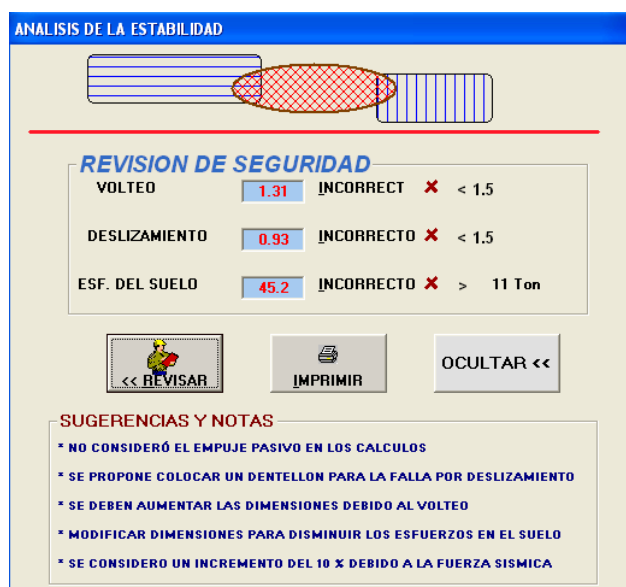 ANALISIS DE LA ESTABILIDAD
REVISION DE SEGURIDAD
VOLTEO 1.31 INCORRECT ✗ < 1.5
DESLIZAMIENTO 0.93 INCORRECTO ✗ < 1.5
ESF. DEL SUELO 45.2 INCORRECTO ✗ > 11 Ton
<< REVISAR IMPRIMIR OCULTAR <<
SUGERENCIAS Y NOTAS
* NO CONSIDERÓ EL EMPUJE PASIVO EN LOS CALCULOS
* SE PROPONE COLOCAR UN DENTELLON PARA LA FALLA POR DESLIZAMIENTO
* SE DEBEN AUMENTAR LAS DIMENSIONES DEBIDO AL VOLTEO
* MODIFICAR DIMENSIONES PARA DISMINUIR LOS ESFUERZOS EN EL SUELO
* SE CONSIDERO UN INCREMENTO DEL 10 % DEBIDO A LA FUERZA SISMICA